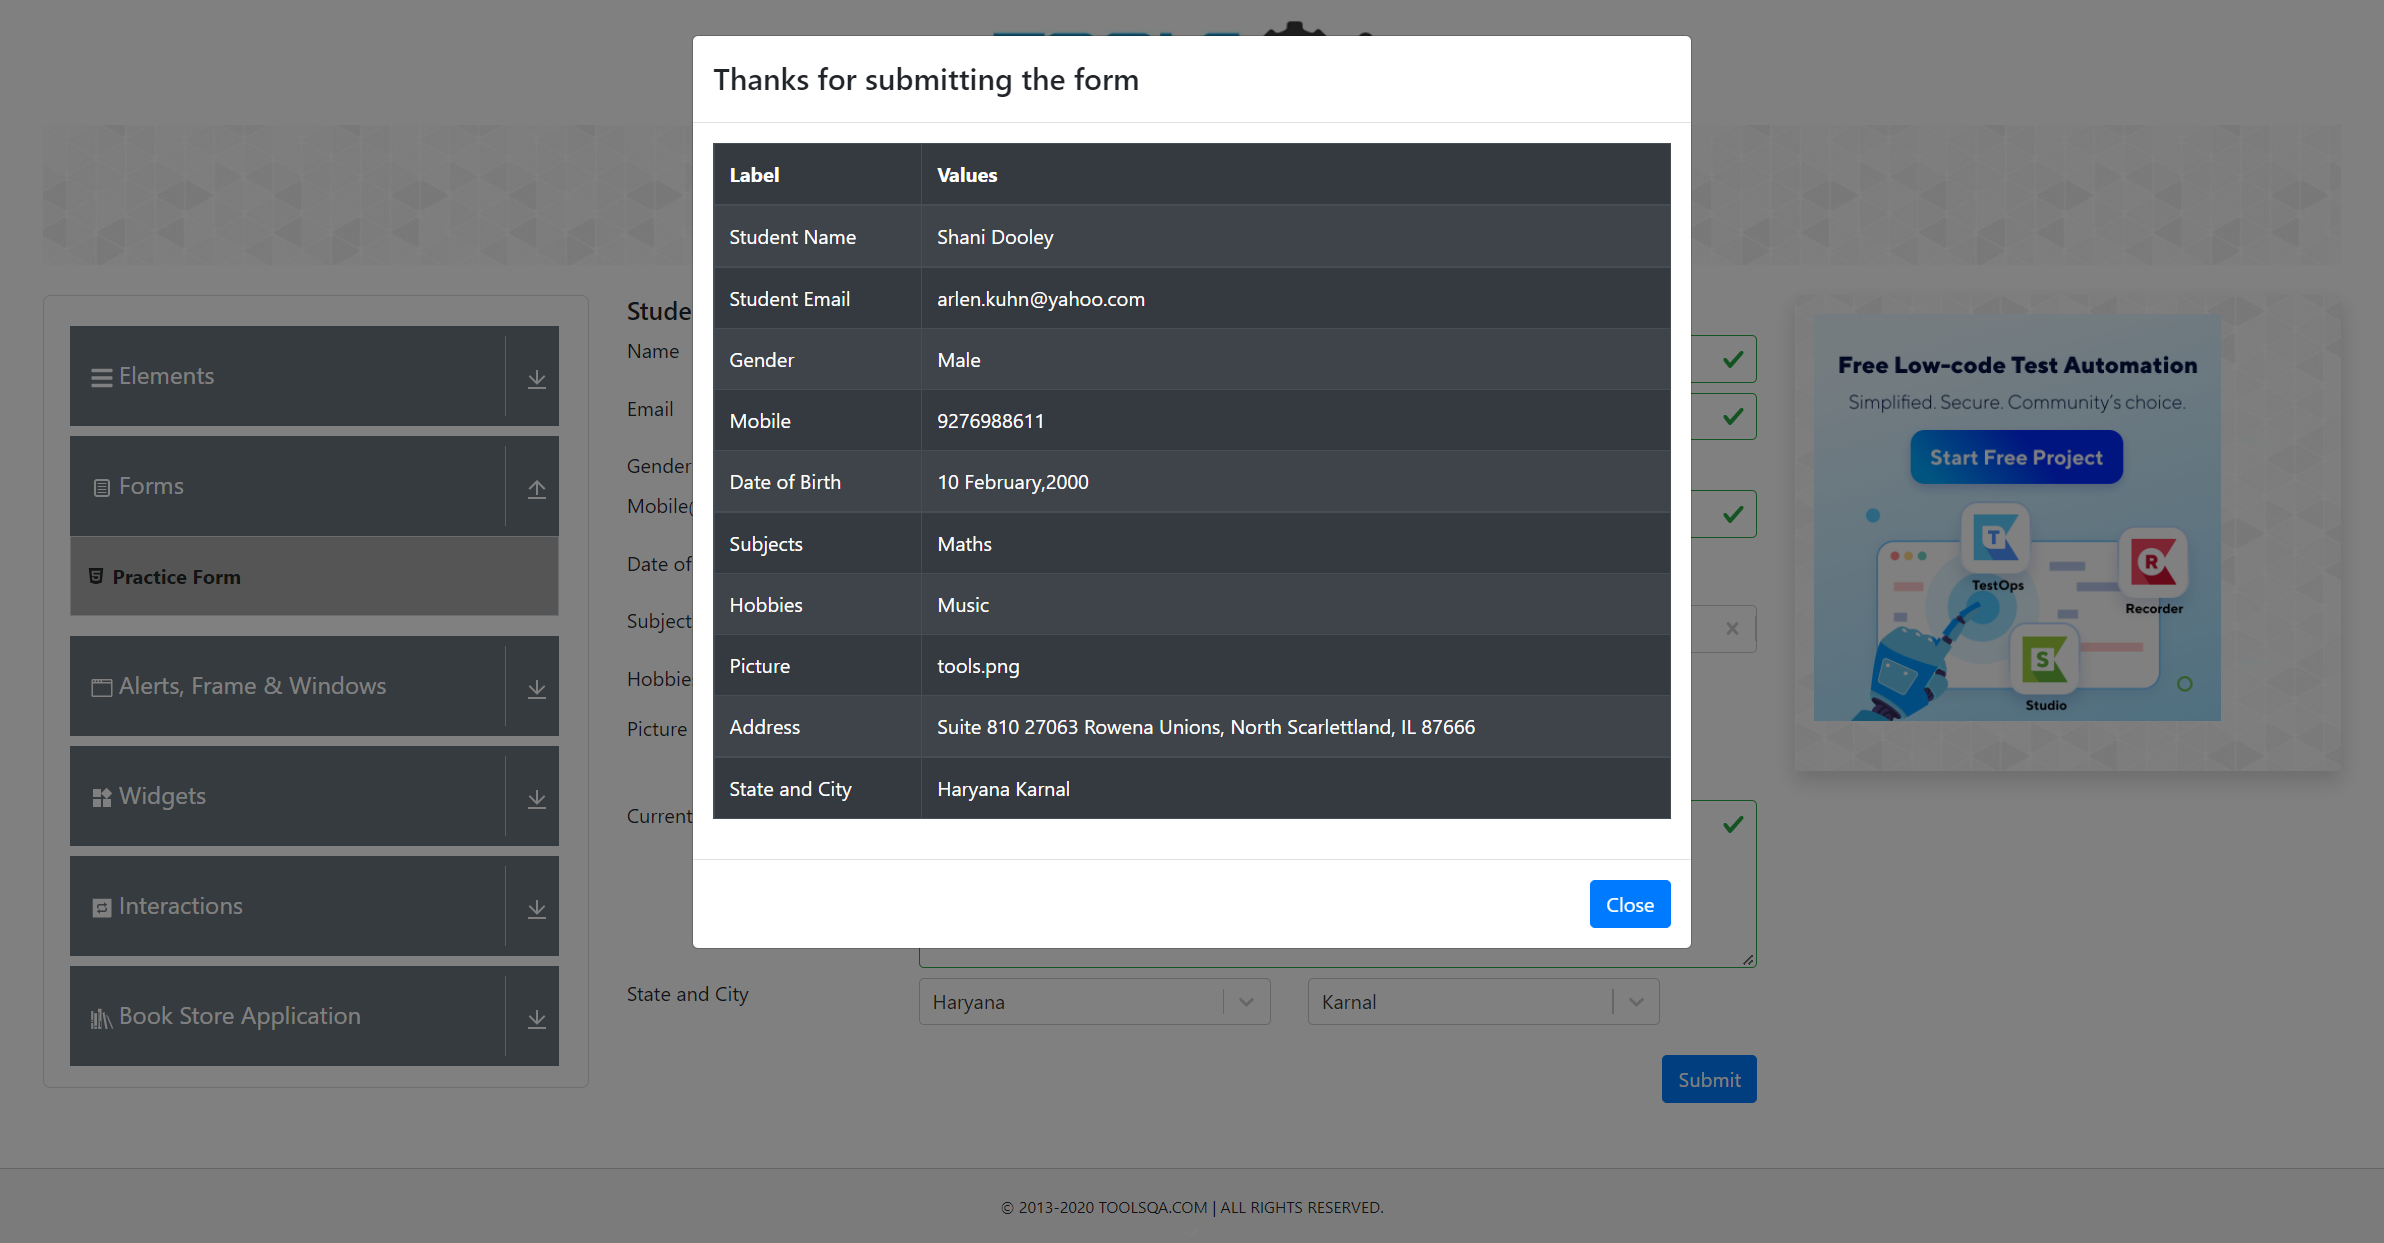 Thanks for submitting the form
Label Values
Student Name Shani Dooley
Student Email arlen.kuhn@yahoo.com
Gender Male
Mobile 9276988611
Date of Birth 10 February,2000
Subjects Maths
Hobbies Music
Picture tools.png
Address Suite 810 27063 Rowena Unions, North Scarlettland, IL 87666
State and City Haryana Karnal
Close
Elements
Forms
Practice Form
Alerts, Frame & Windows
Widgets
Interactions
Book Store Application
Stude
Name
Email
Gender
Mobile(
Date of
Subject
Hobbies
Picture
Current
State and City Haryana Karnal
Submit
Free Low-code Test Automation
Simplified. Secure. Community's choice.
Start Free Project
T
TestOps
R
Recorder
S
Studio
© 2013-2020 TOOLSQA.COM | ALL RIGHTS RESERVED.